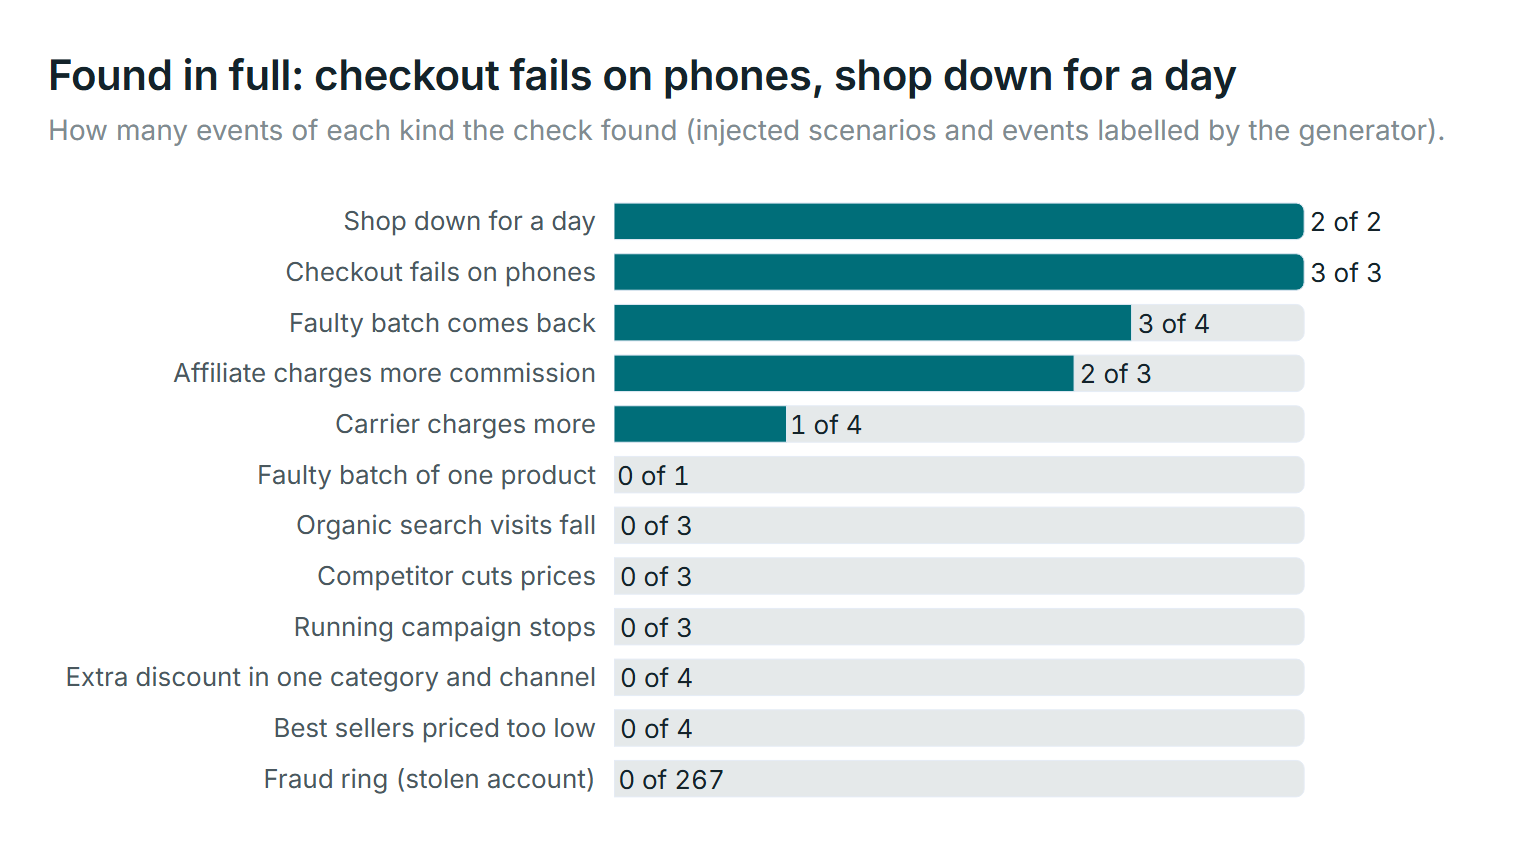 Found in full: checkout fails on phones, shop down for a day
How many events of each kind the check found (injected scenarios and events labelled by the generator).
Shop down for a day 2 of 2
Checkout fails on phones 3 of 3
Faulty batch comes back 3 of 4
Affiliate charges more commission 2 of 3
Carrier charges more 1 of 4
Faulty batch of one product 0 of 1
Organic search visits fall 0 of 3
Competitor cuts prices 0 of 3
Running campaign stops 0 of 3
Extra discount in one category and channel 0 of 4
Best sellers priced too low 0 of 4
Fraud ring (stolen account) 0 of 267